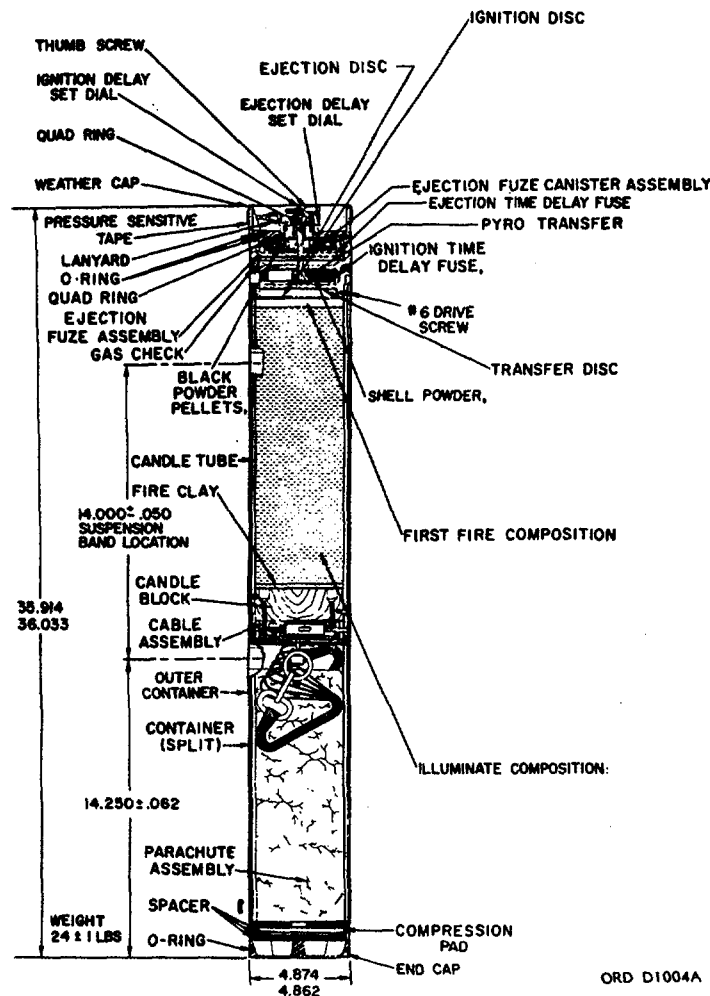 IGNITION DISC
THUMB SCREW
EJECTION DISC
IGNITION DELAY
SET DIAL
EJECTION DELAY
SET DIAL
QUAD RING
WEATHER CAP
EJECTION FUZE CANISTER ASSEMBLY
EJECTION TIME DELAY FUSE
PRESSURE SENSITIVE
TAPE
PYRO TRANSFER
LANYARD
IGNITION TIME
DELAY FUSE,
O-RING
QUAD RING
#6 DRIVE
SCREW
EJECTION
FUZE ASSEMBLY
GAS CHECK
TRANSFER DISC
BLACK
POWDER
PELLETS,
SHELL POWDER,
CANDLE TUBE
FIRE CLAY
14.000± .050
SUSPENSION
BAND LOCATION
FIRST FIRE COMPOSITION
CANDLE
BLOCK
35.914
36.033
CABLE
ASSEMBLY
OUTER
CONTAINER
CONTAINER
(SPLIT)
ILLUMINATE COMPOSITION:
14.250±.062
PARACHUTE
ASSEMBLY
SPACER
WEIGHT
24 ± 1 LBS
COMPRESSION
PAD
O-RING
END CAP
4.874
4.862
ORD D1004A